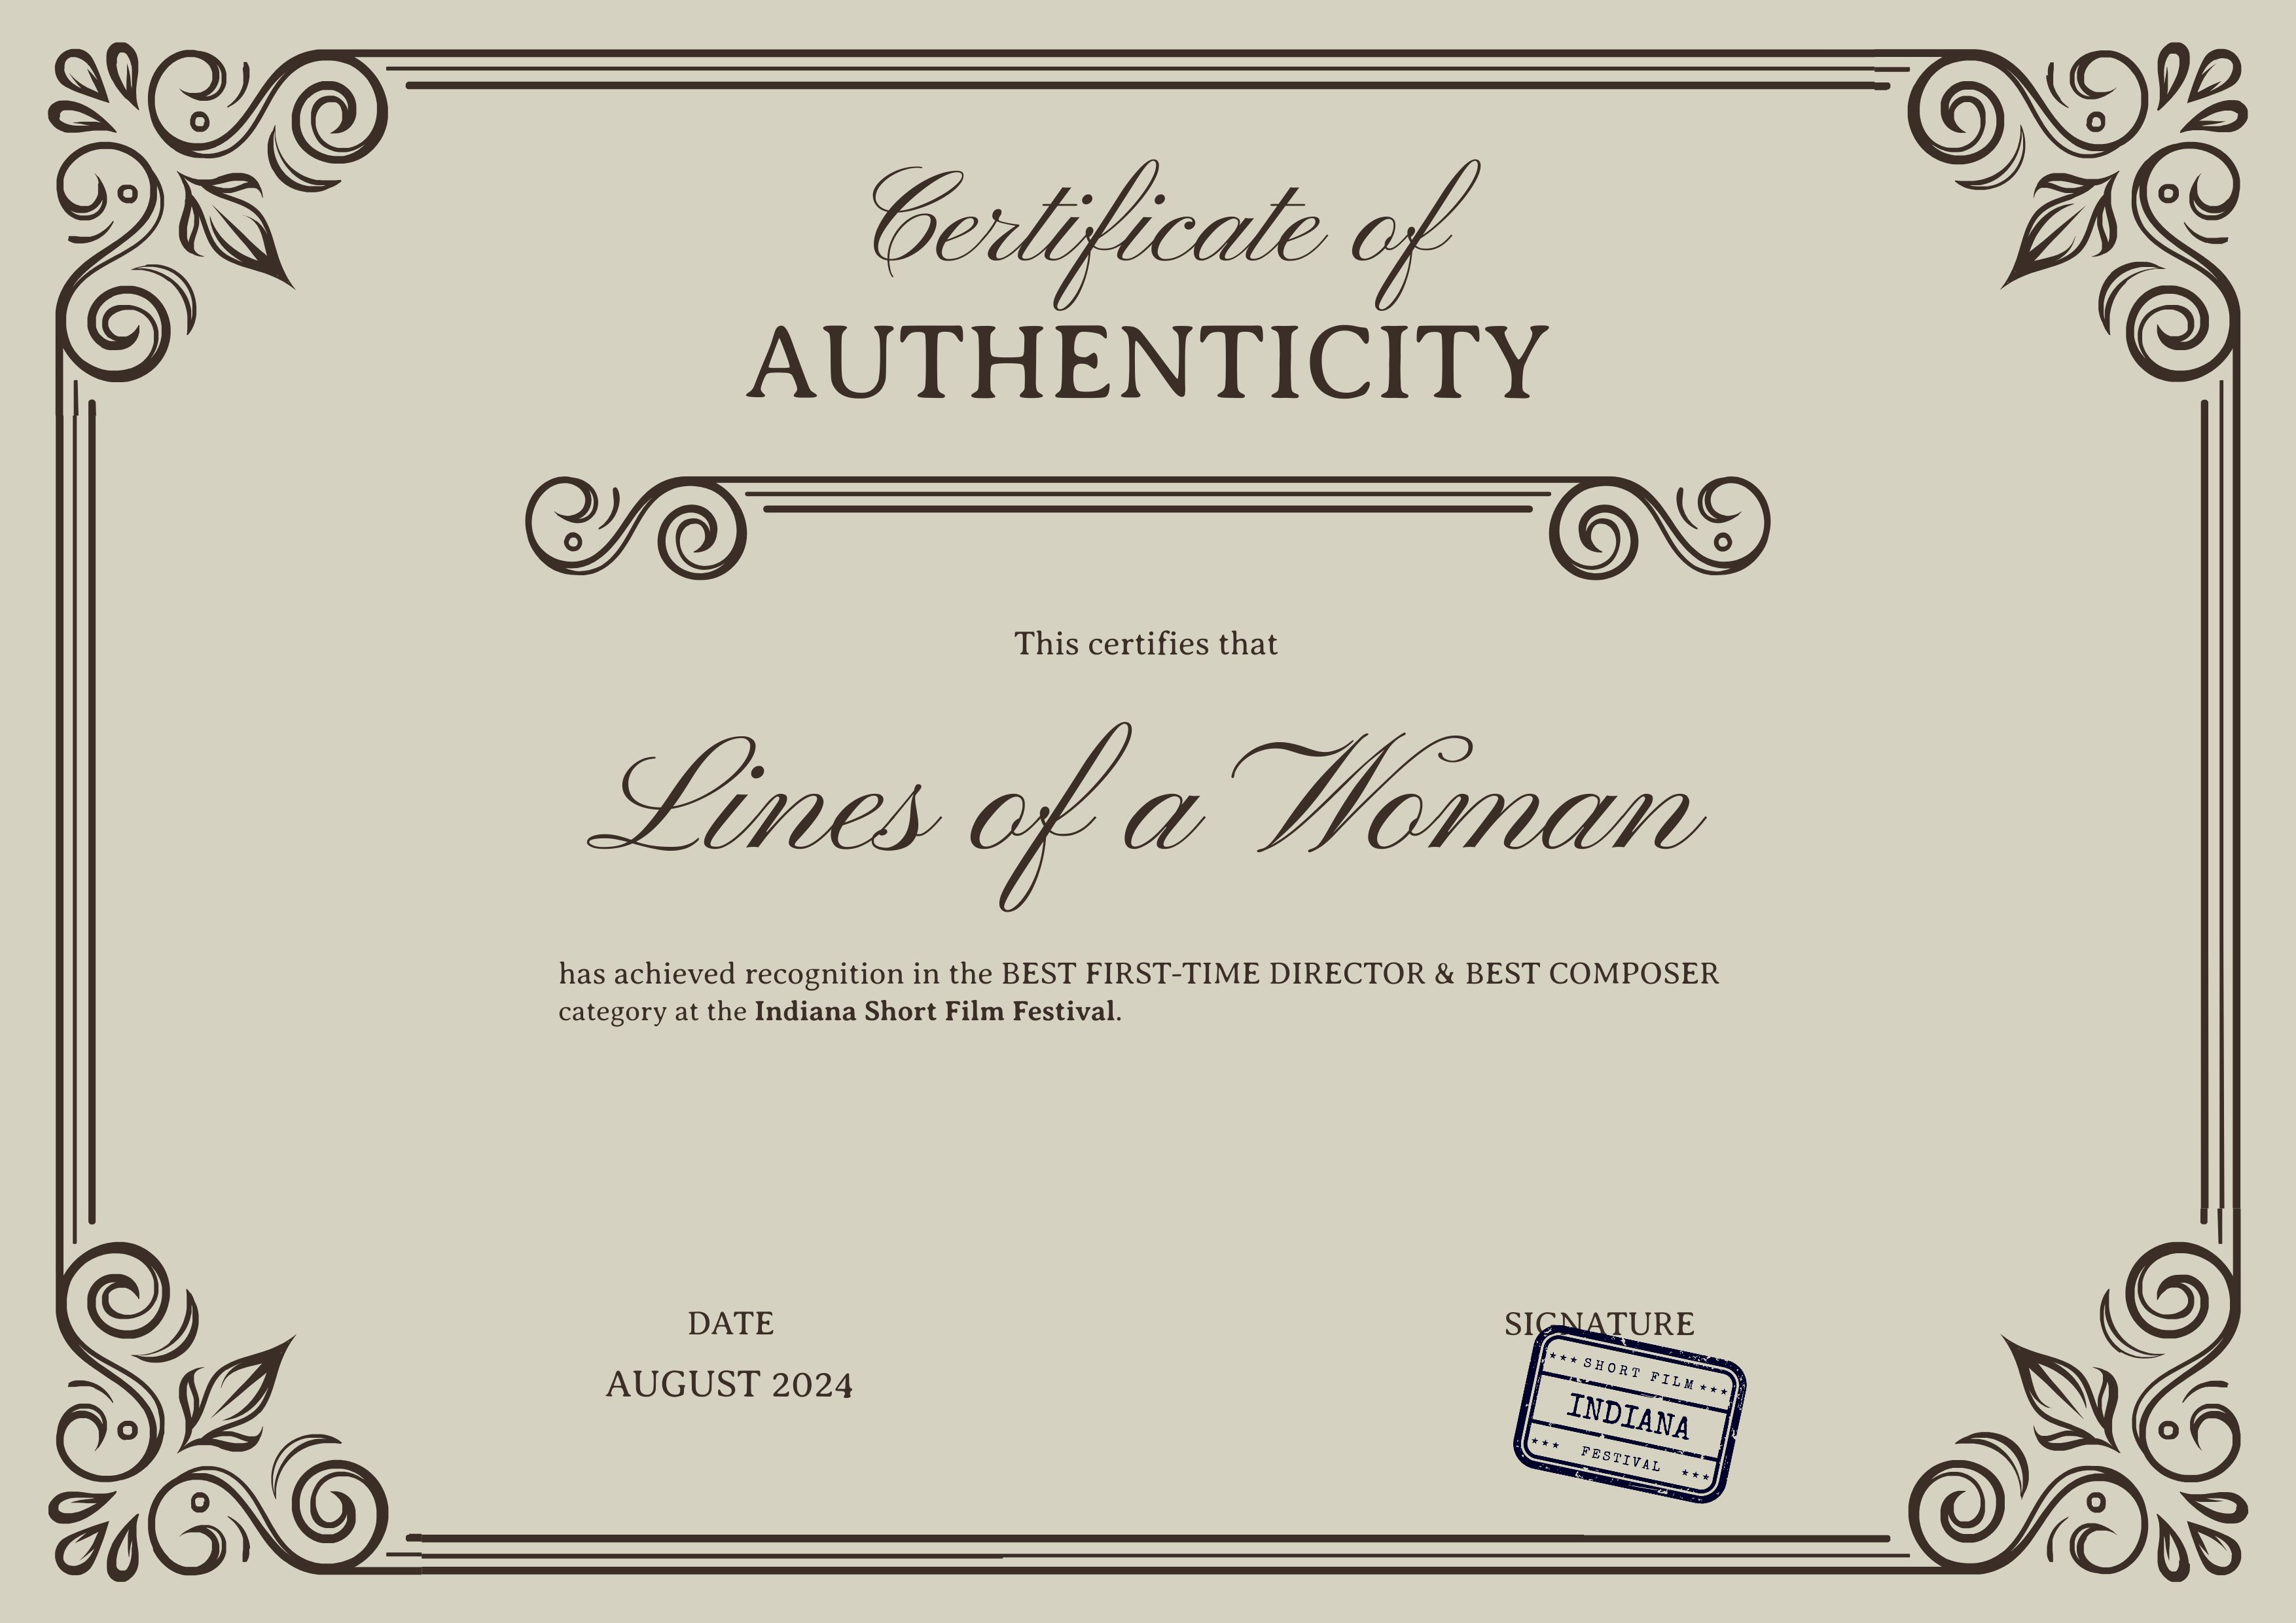 Certificate of
AUTHENTICITY
This certifies that
Lines of a Woman
has achieved recognition in the BEST FIRST-TIME DIRECTOR & BEST COMPOSER
category at the Indiana Short Film Festival.
DATE
AUGUST 2024
SIGNATURE
*** SHORT FILM ***
INDIANA
*** FESTIVAL ***